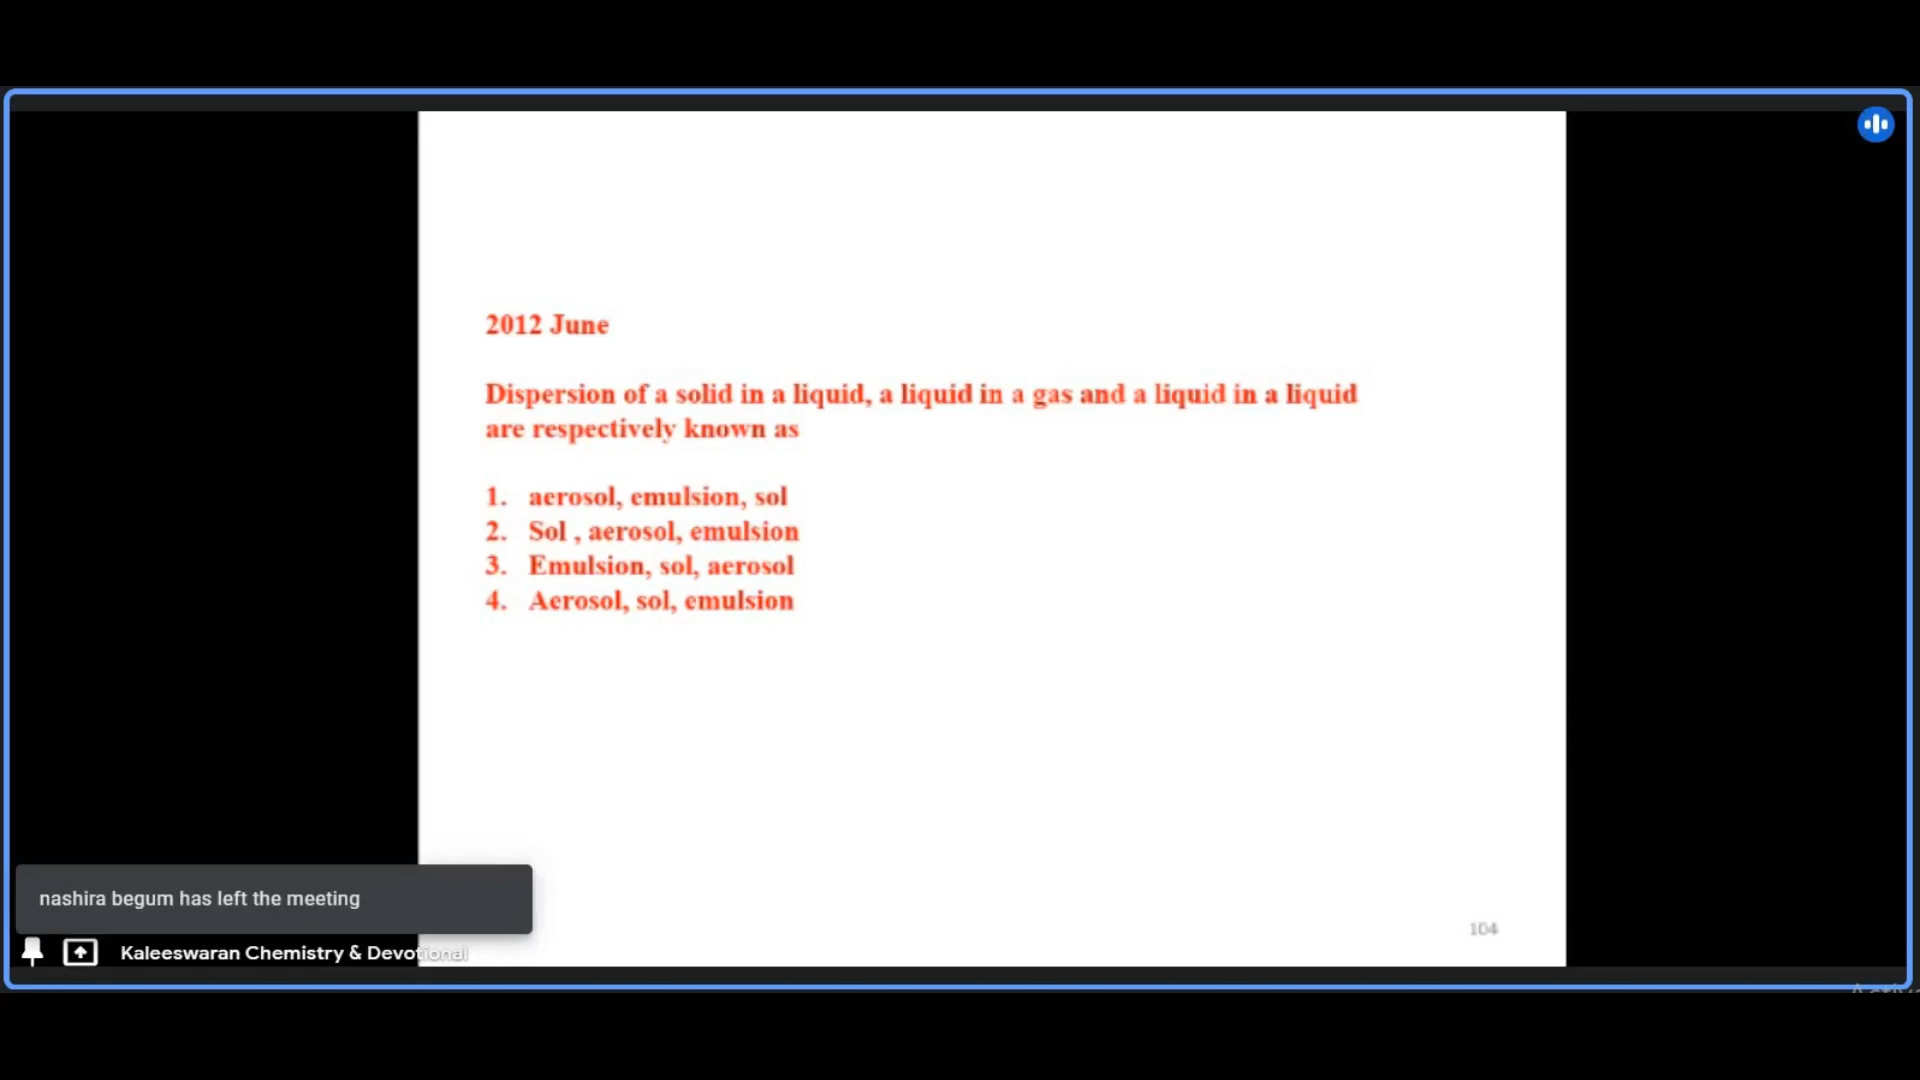 2012 June
Dispersion of a solid in a liquid, a liquid in a gas and a liquid in a liquid
are respectively known as
1. aerosol, emulsion, sol
2. Sol , aerosol, emulsion
3. Emulsion, sol, aerosol
4. Aerosol, sol, emulsion
nashira begum has left the meeting
104
Kaleeswaran Chemistry & Devotional